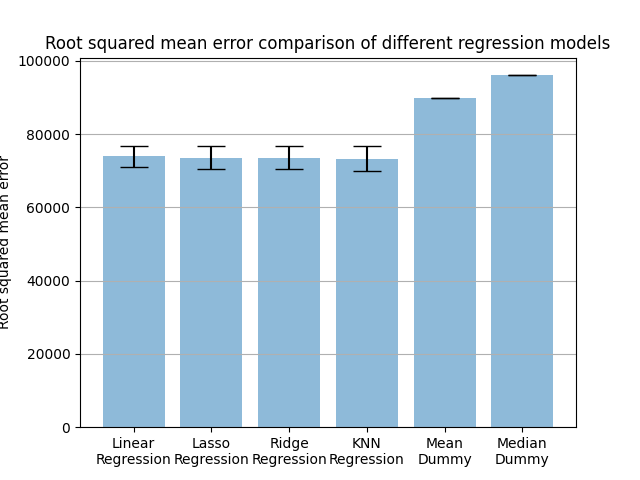 Root squared mean error comparison of different regression models
Root squared mean error
100000
80000
60000
40000
20000
0
Linear Regression
Lasso Regression
Ridge Regression
KNN Regression
Mean Dummy
Median Dummy